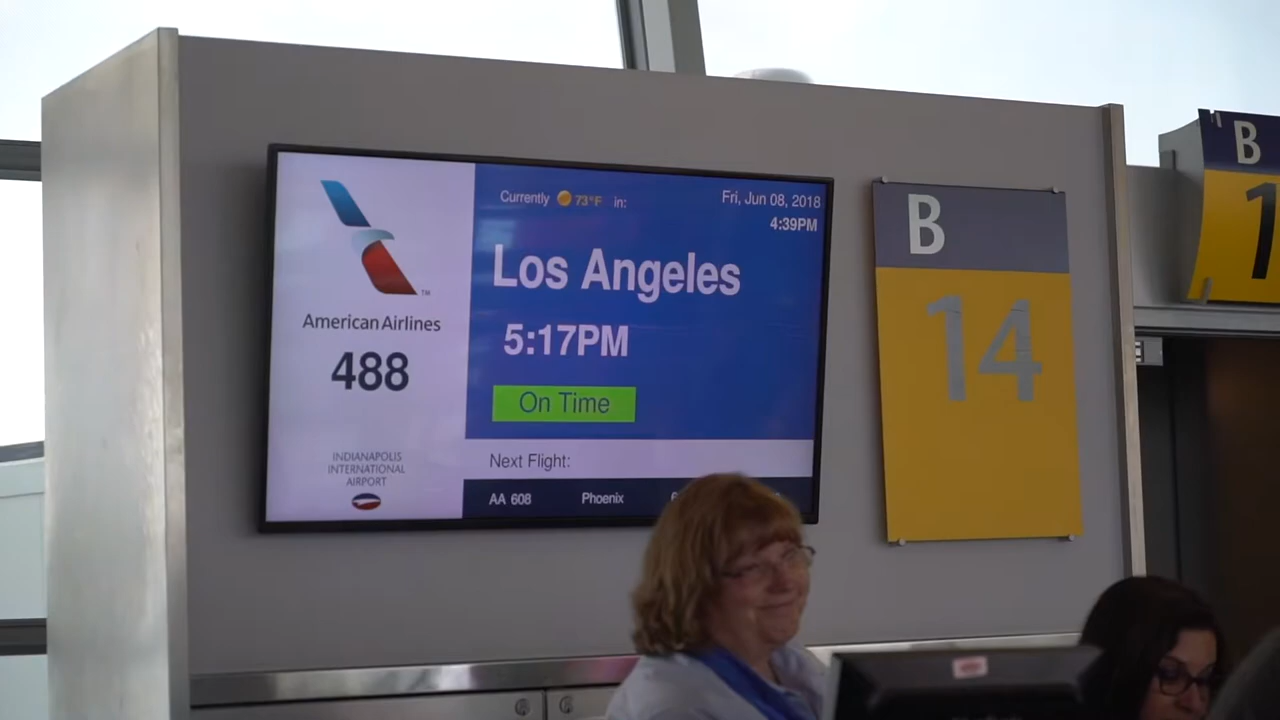 Currently 73°F in:
Fri, Jun 08, 2018
4:39PM
Los Angeles
5:17PM
On Time
American Airlines
488
INDIANAPOLIS
INTERNATIONAL
AIRPORT
Next Flight:
AA 608 Phoenix
B
14
B